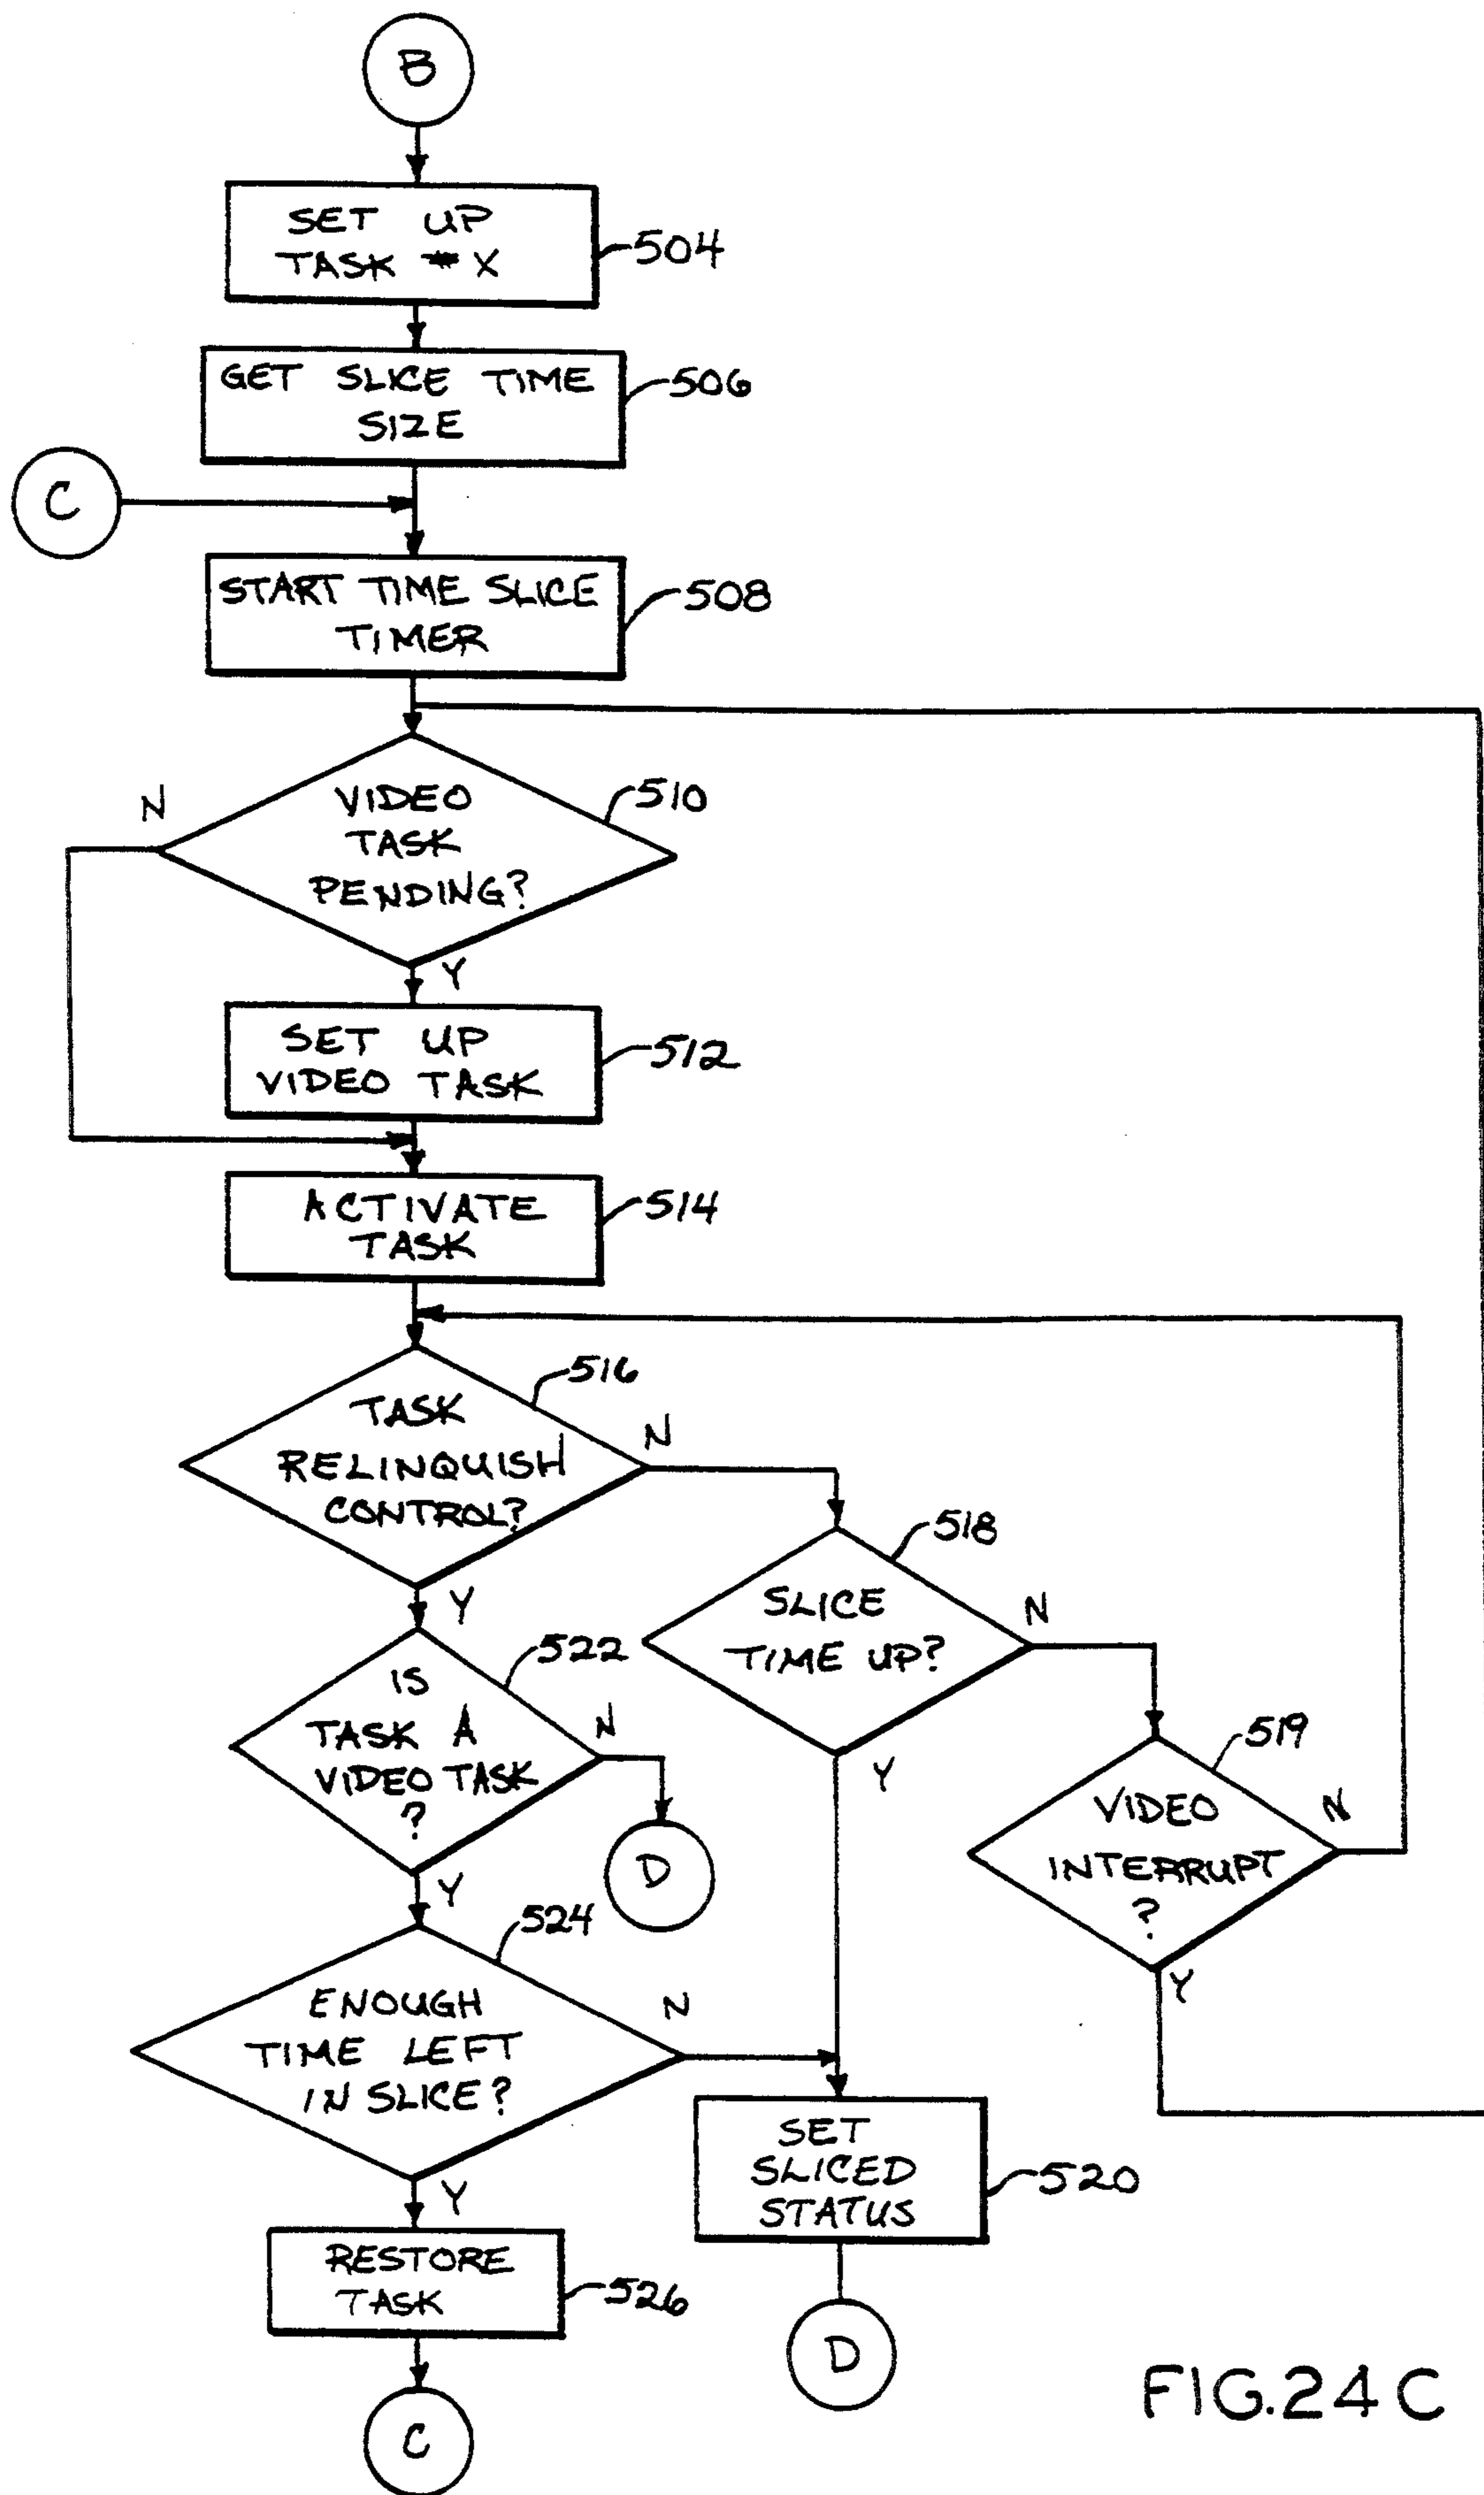 B
SET UP
TASK # X
504
GET SLICE TIME
SIZE
506
C
START TIME SLICE
TIMER
508
VIDEO
TASK
PENDING?
510
N
Y
SET UP
VIDEO TASK
512
ACTIVATE
TASK
514
TASK
RELINQUISH
CONTROL?
516
N
Y
SLICE
TIME UP?
518
N
Y
IS
TASK A
VIDEO TASK
?
522
N
Y
D
VIDEO
INTERRUPT
?
519
N
Y
ENOUGH
TIME LEFT
IN SLICE?
524
N
Y
SET
SLICED
STATUS
520
RESTORE
TASK
526
D
C
FIG.24C